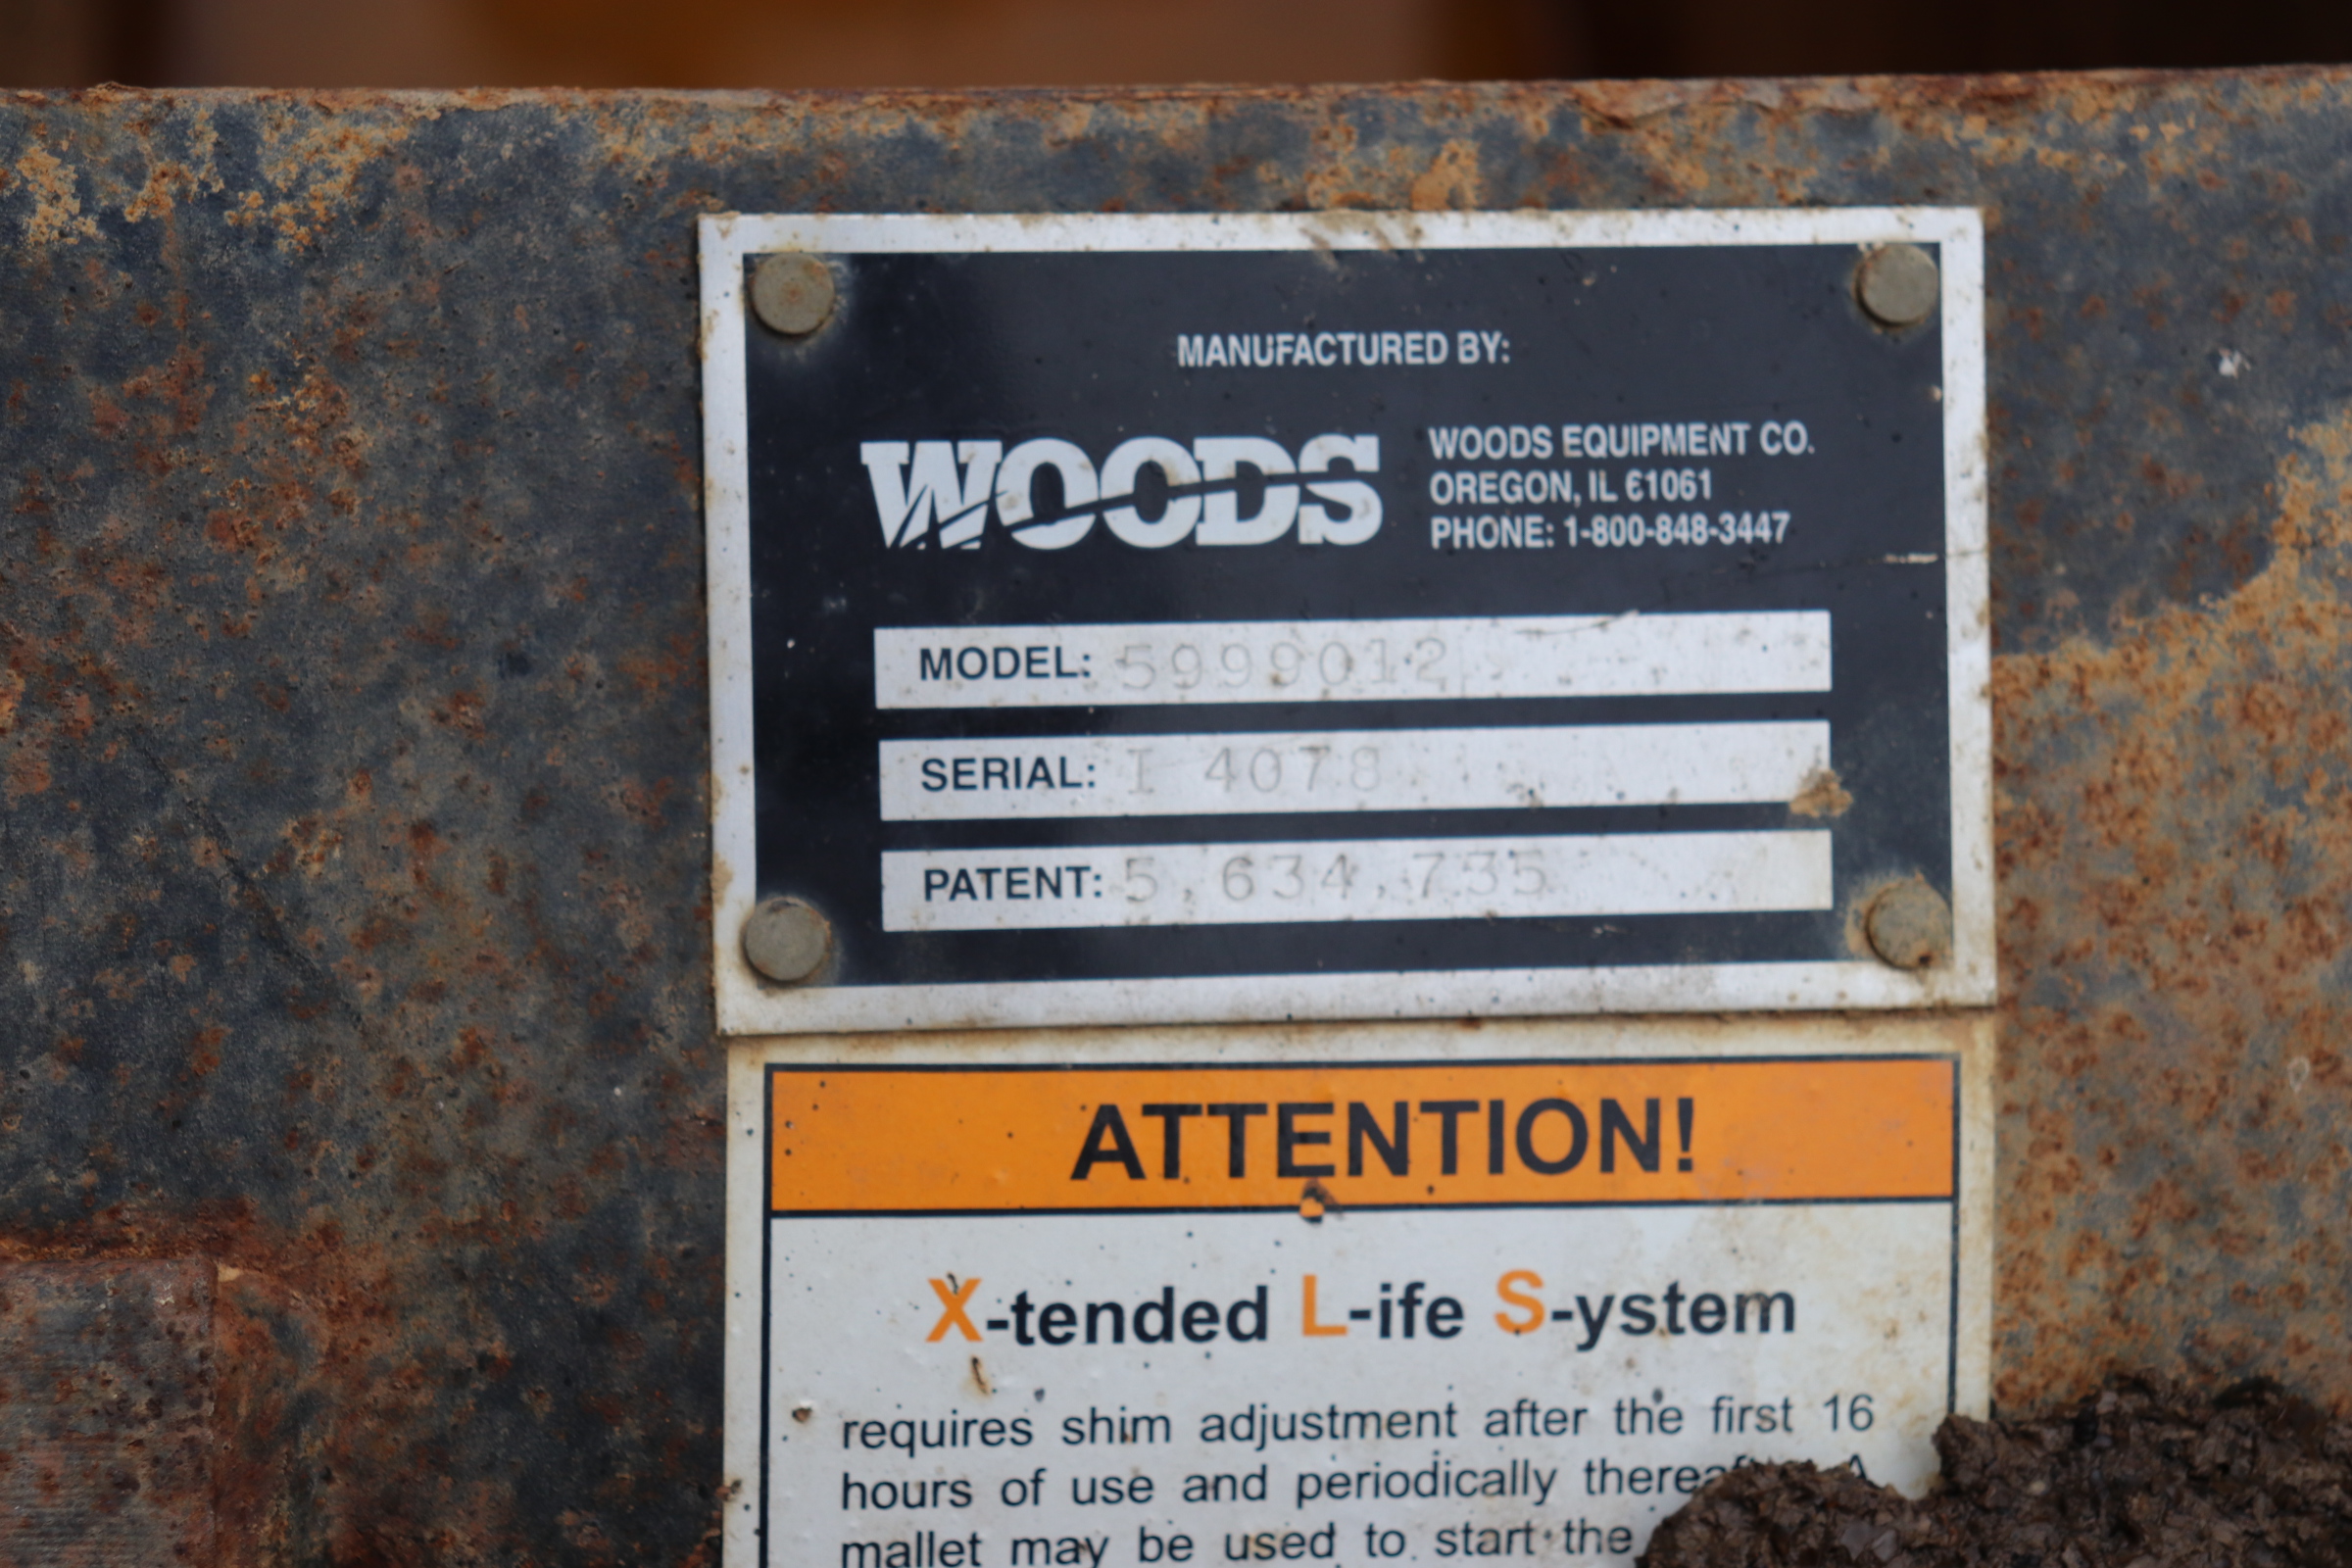 MANUFACTURED BY:
WOODS
WOODS EQUIPMENT CO.
OREGON, IL 61061
PHONE: 1-800-848-3447
MODEL: 5999012
SERIAL: I 4078
PATENT: 5,634,735
ATTENTION!
X-tended L-ife S-ystem
requires shim adjustment after the first 16
hours of use and periodically A
mallet may be used to start the